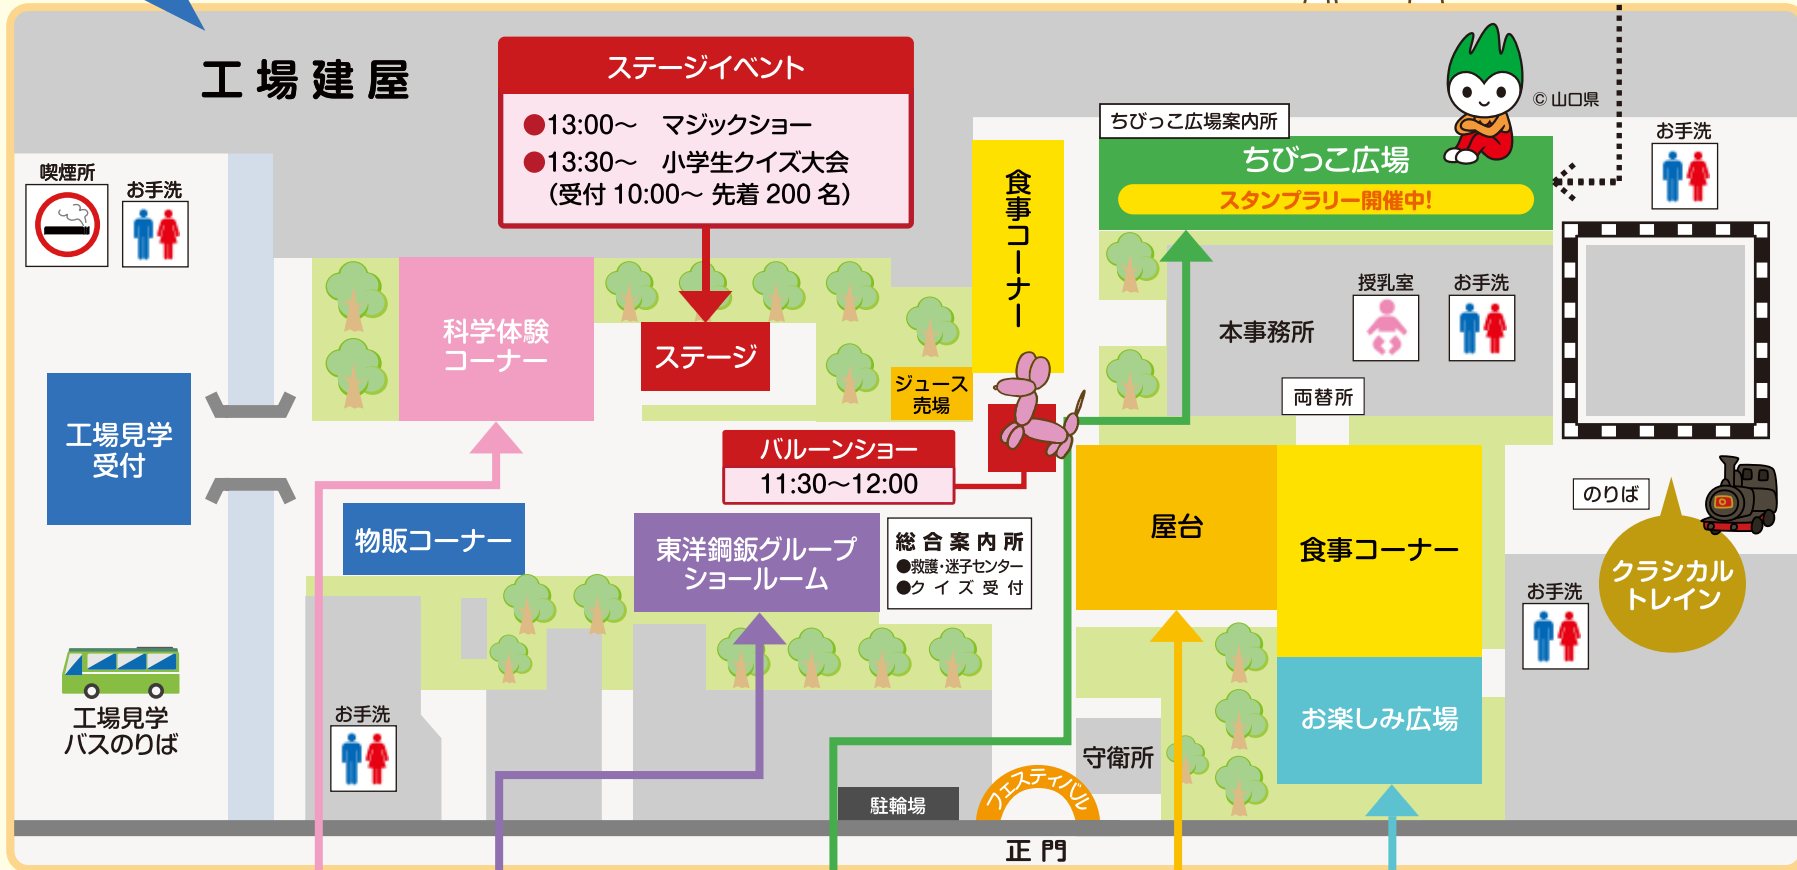 工場建屋
ステージイベント
●13:00～　マジックショー
●13:30～　小学生クイズ大会
（受付 10:00～ 先着 200 名）
喫煙所
お手洗
科学体験
コーナー
ステージ
食事コーナー
ジュース
売場
ちびっこ広場案内所
ちびっこ広場
スタンプラリー開催中!
© 山口県
お手洗
本事務所
授乳室
お手洗
両替所
工場見学
受付
バルーンショー
11:30～12:00
物販コーナー
東洋鋼鈑グループ
ショールーム
総合案内所
●救護・迷子センター
●クイズ受付
屋台
食事コーナー
のりば
クラシカル
トレイン
お手洗
工場見学
バスのりば
お手洗
お楽しみ広場
守衛所
駐輪場
フェスティバル
正門